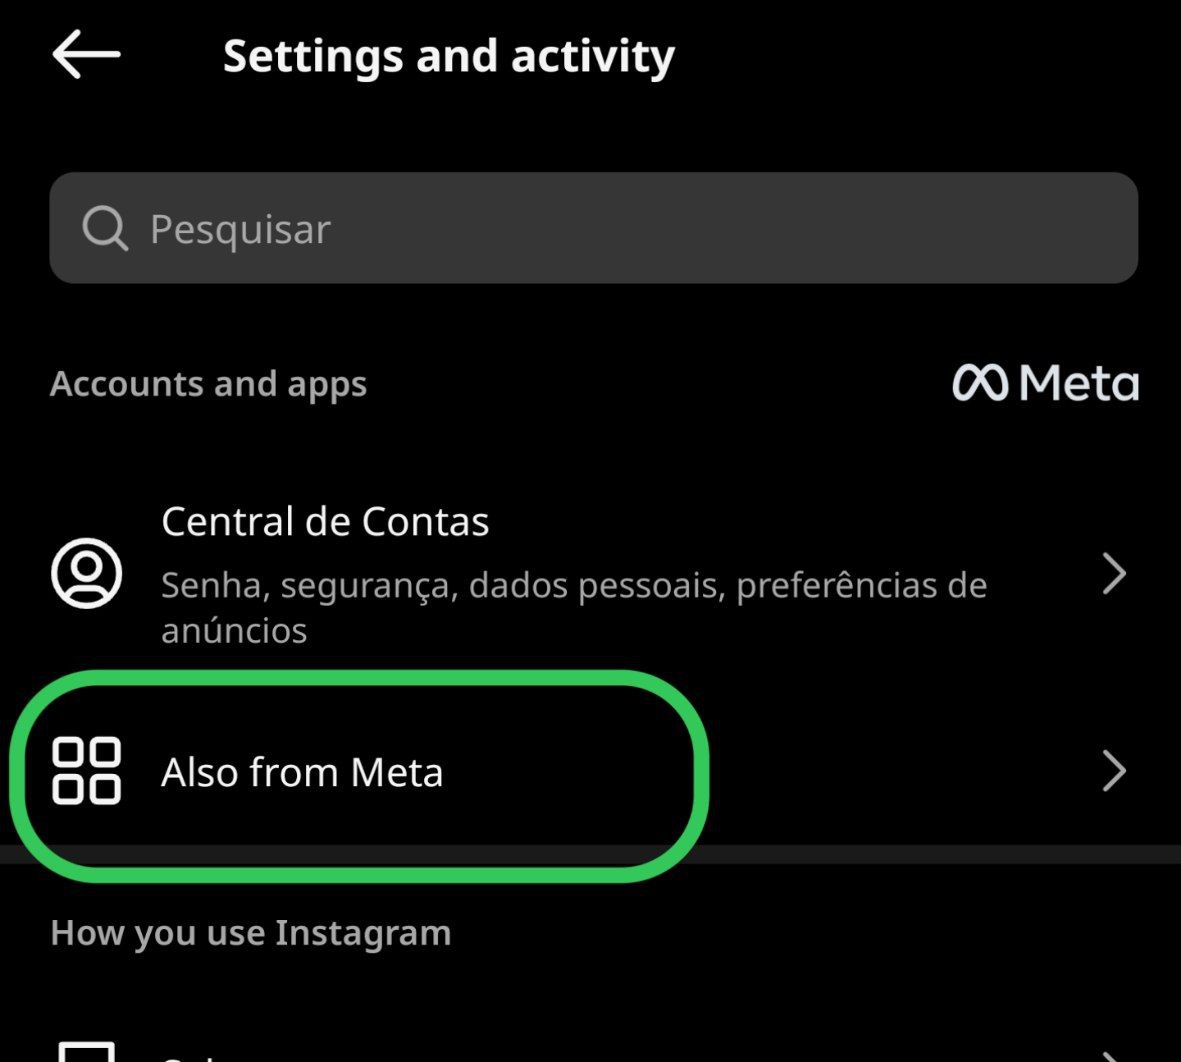 Settings and activity
Pesquisar
Accounts and apps
Meta
Central de Contas
Senha, segurança, dados pessoais, preferências de
anúncios
Also from Meta
How you use Instagram